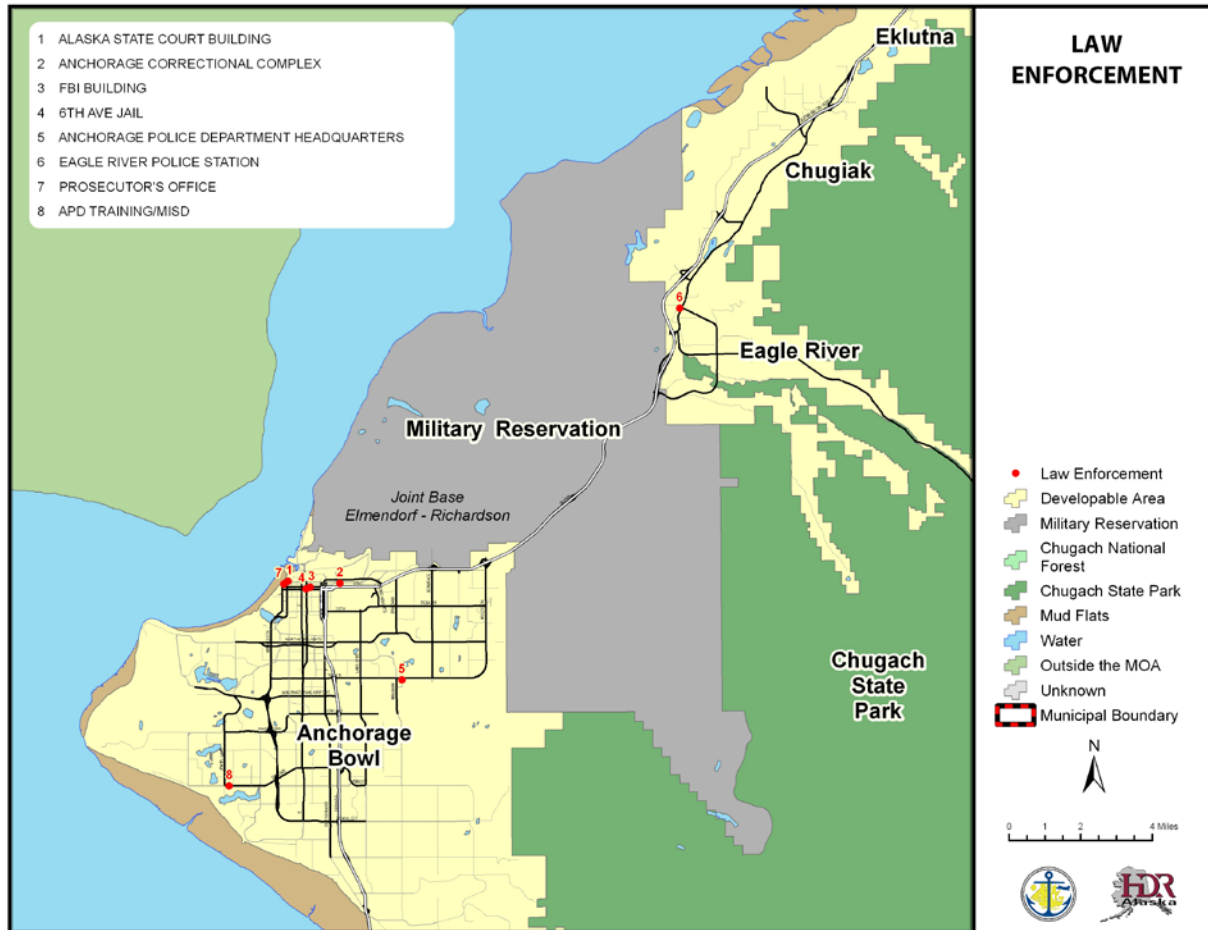 1 ALASKA STATE COURT BUILDING
2 ANCHORAGE CORRECTIONAL COMPLEX
3 FBI BUILDING
4 6TH AVE JAIL
5 ANCHORAGE POLICE DEPARTMENT HEADQUARTERS
6 EAGLE RIVER POLICE STATION
7 PROSECUTOR'S OFFICE
8 APD TRAINING/MISD
Eklutna
Chugiak
6
Eagle River
Military Reservation
Joint Base
Elmendorf - Richardson
7 1 4 3 2
5
Chugach
State
Park
Anchorage
Bowl
8
LAW
ENFORCEMENT
Law Enforcement
Developable Area
Military Reservation
Chugach National
Forest
Chugach State Park
Mud Flats
Water
Outside the MOA
Unknown
Municipal Boundary
N
0 1 2 4 Miles
HDR
Alaska